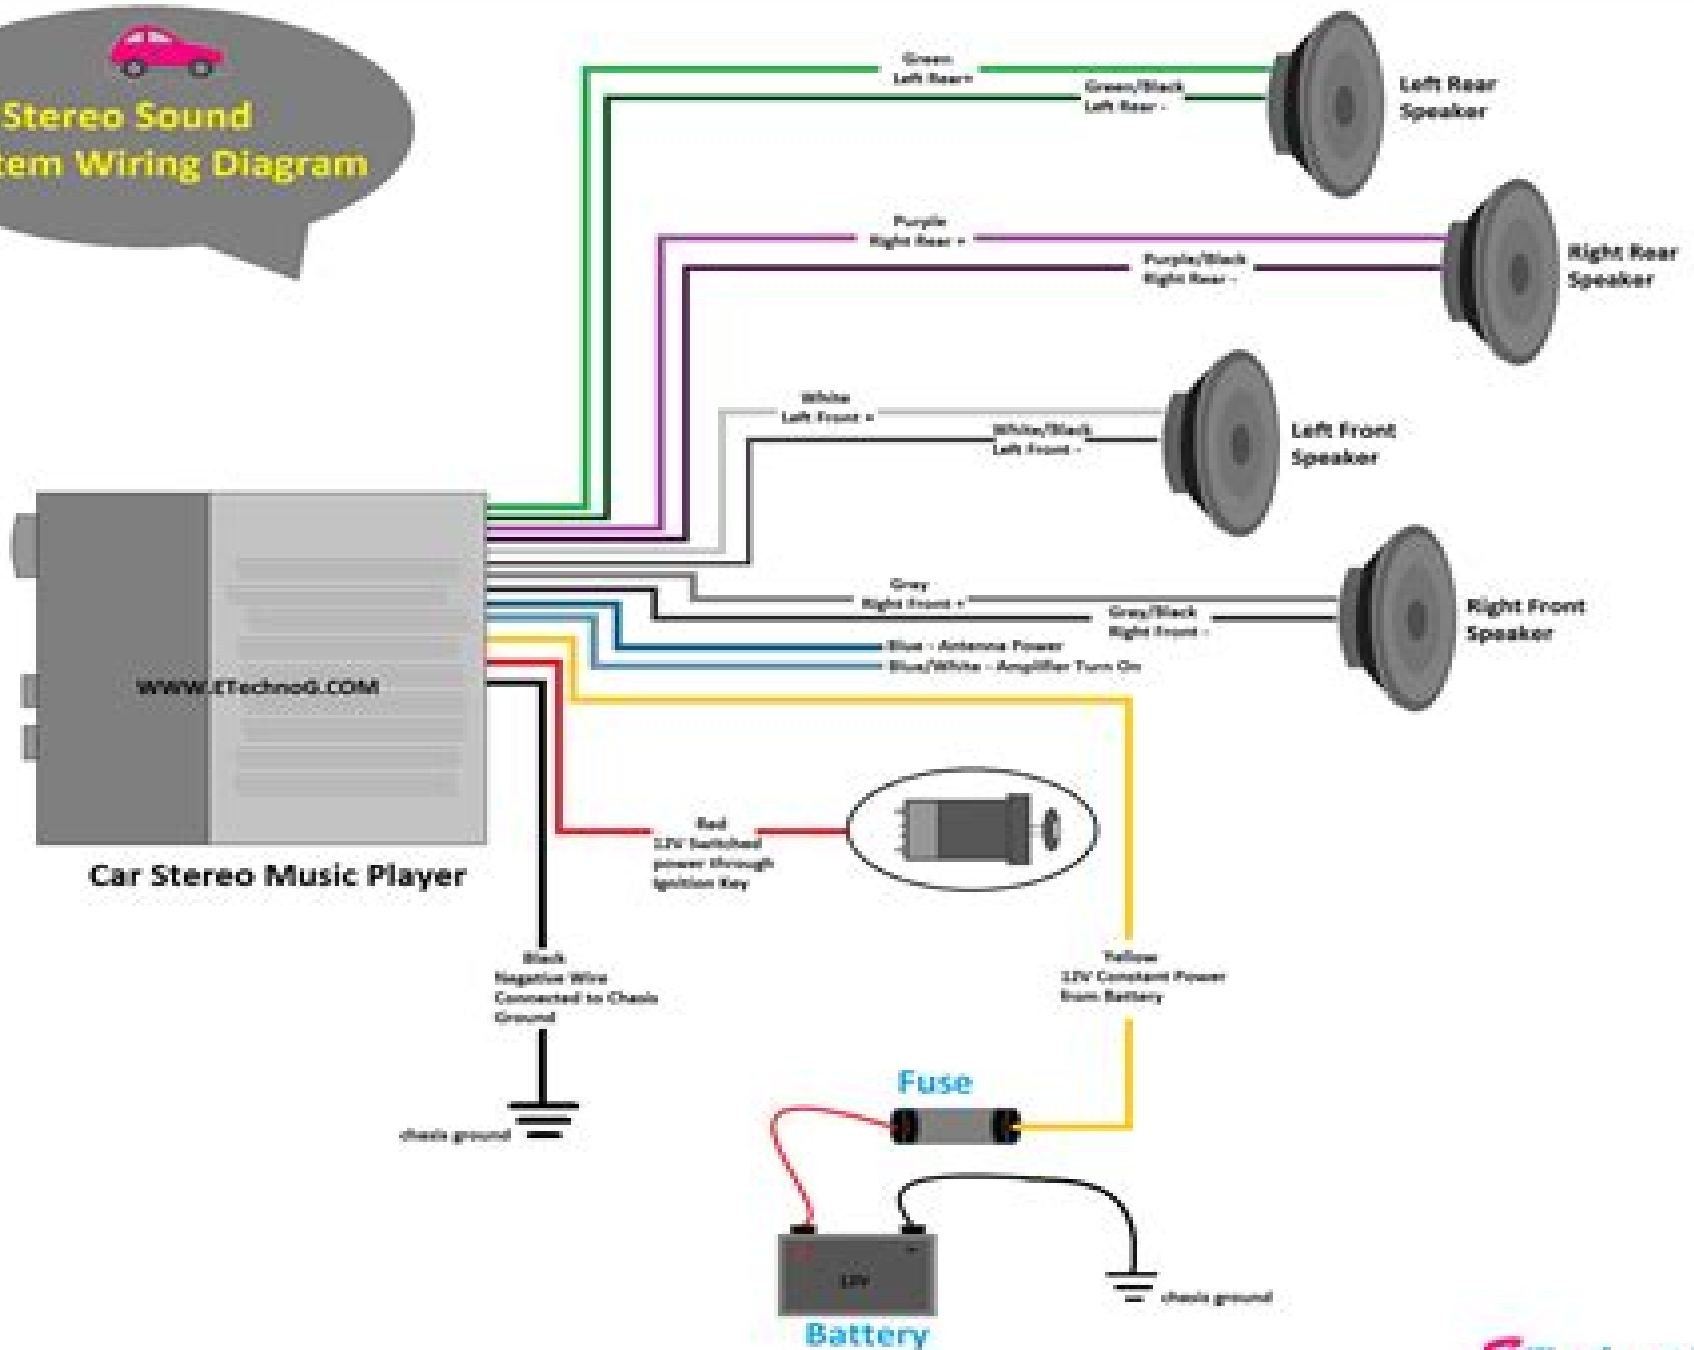 Stereo Sound
tem Wiring Diagram
Green
Left Rear+
Green/Black
Left Rear -
Left Rear
Speaker
Purple
Right Rear +
Purple/Black
Right Rear -
Right Rear
Speaker
White
Left Front +
White/Black
Left Front -
Left Front
Speaker
Gray
Right Front +
Gray/Black
Right Front -
Right Front
Speaker
Blue - Antenna Power
Blue/White - Amplifier Turn On
WWW.ETechnoG.COM
Car Stereo Music Player
Red
12V Switched
power through
Ignition Key
Black
Negative Wire
Connected to Chasis
Ground
chasis ground
Yellow
12V Constant Power
from Battery
Fuse
12V
Battery
chasis ground